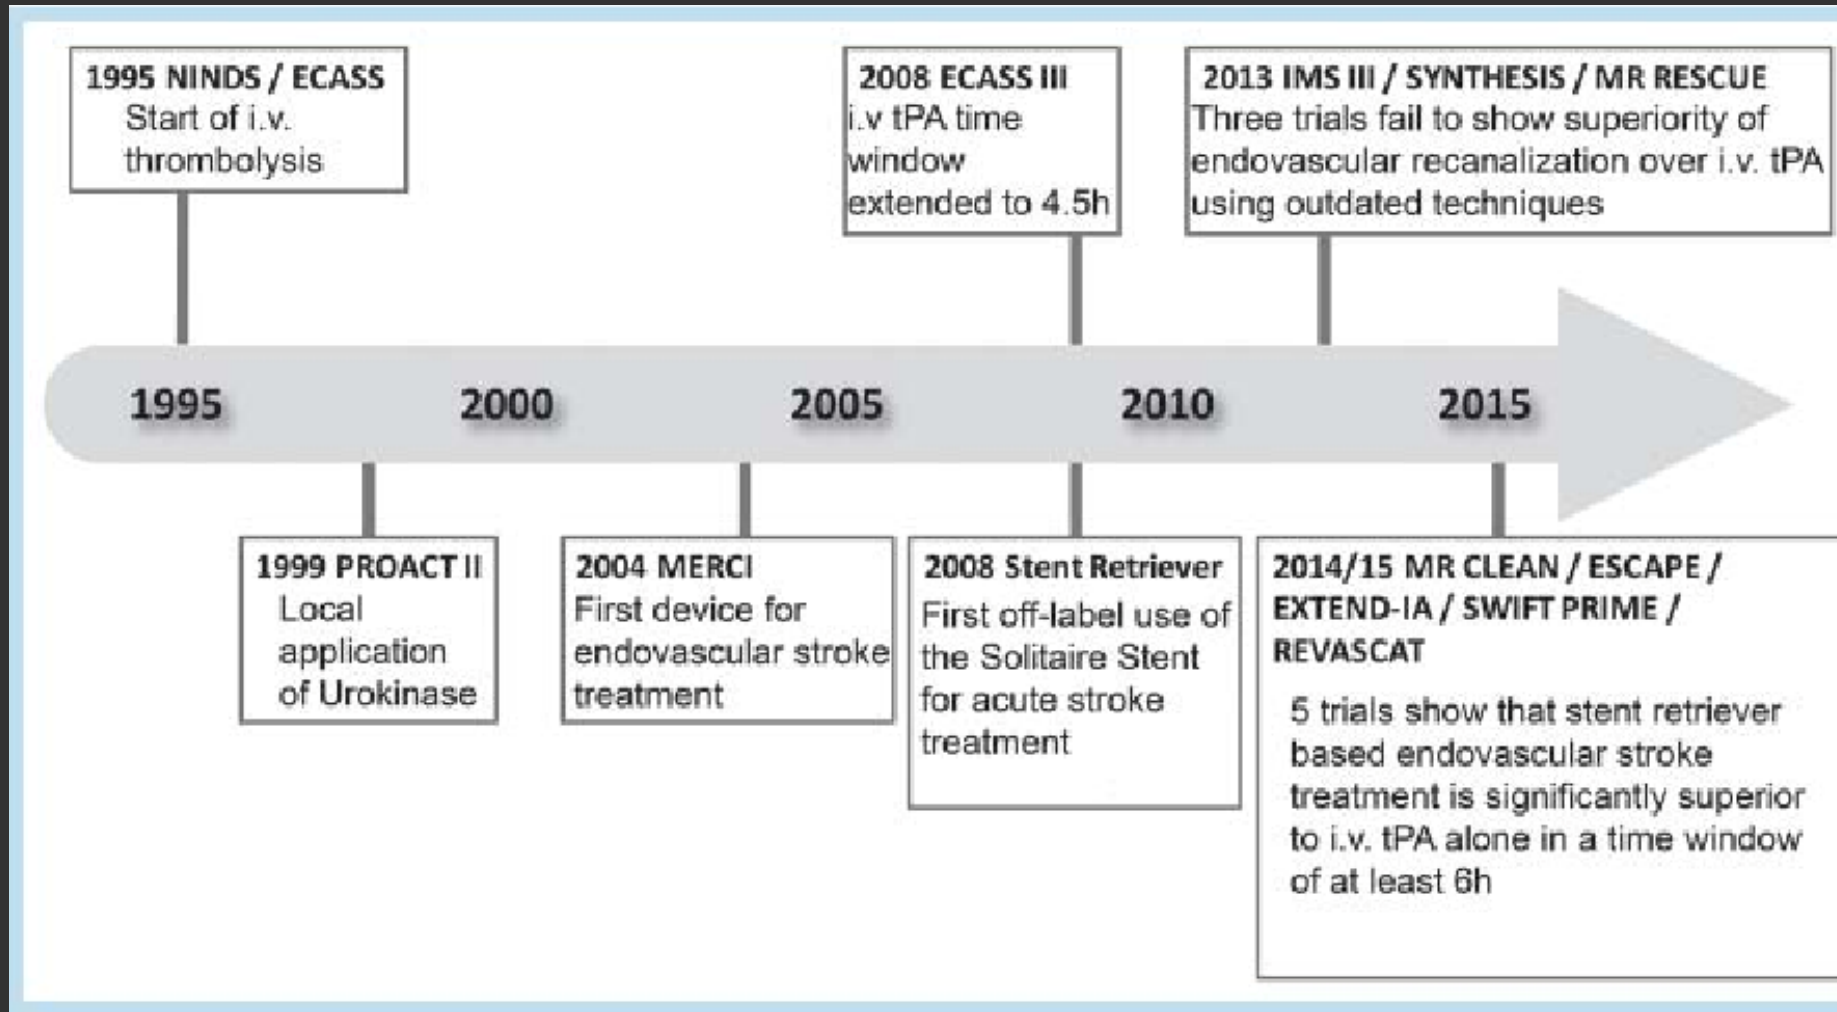 1995 NINDS / ECASS
Start of i.v.
thrombolysis
2008 ECASS III
i.v tPA time
window
extended to 4.5h
2013 IMS III / SYNTHESIS / MR RESCUE
Three trials fail to show superiority of
endovascular recanalization over i.v. tPA
using outdated techniques
1995
2000
2005
2010
2015
1999 PROACT II
Local
application
of Urokinase
2004 MERCI
First device for
endovascular stroke
treatment
2008 Stent Retriever
First off-label use of
the Solitaire Stent
for acute stroke
treatment
2014/15 MR CLEAN / ESCAPE /
EXTEND-IA / SWIFT PRIME /
REVASCAT
5 trials show that stent retriever
based endovascular stroke
treatment is significantly superior
to i.v. tPA alone in a time window
of at least 6h